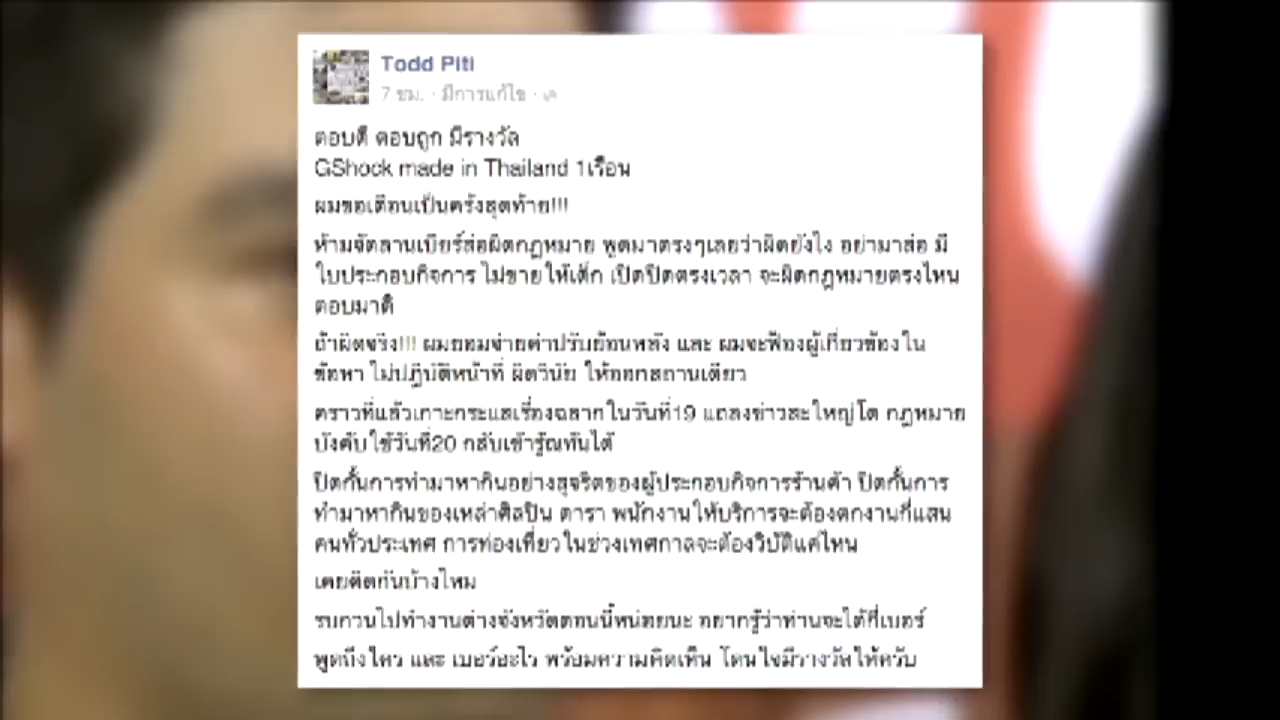 Todd Piti
7 ชม. · มีการแก้ไข ·
ตอบดี ตอบถูก มีรางวัล
GShock made in Thailand 1เรือน
ผมขอเตือนเป็นครั้งสุดท้าย!!!
ห้ามจัดลานเบียร์ส่อผิดกฎหมาย พูดมาตรงๆเลยว่าผิดยังไง อย่ามาส่อ มี
ใบประกอบกิจการ ไม่ขายให้เด็ก เปิดปิดตรงเวลา จะผิดกฎหมายตรงไหน
ตอบมาดิ
ถ้าผิดจริง!!! ผมยอมจ่ายค่าปรับย้อนหลัง และ ผมจะฟ้องผู้เกี่ยวข้องใน
ข้อหา ไม่ปฏิบัติหน้าที่ ผิดวินัย ให้ออกสถานเดียว
คราวที่แล้วเกาะกระแสเรื่องฉลากในวันที่19 แถลงข่าวซะใหญ่โต กฎหมาย
บังคับใช้วันที่20 กลับเข้ารู้ณทันได้
ปิดกั้นการทำมาหากินอย่างสุจริตของผู้ประกอบกิจการร้านค้า ปิดกั้นการ
ทำมาหากินของเหล่าศิลปิน ดารา พนักงานให้บริการจะต้องตกงานกี่แสน
คนทั่วประเทศ การท่องเที่ยวในช่วงเทศกาลจะต้องวิบัติแค่ไหน
เคยคิดกันบ้างไหม
รบกวนไปทำงานต่างจังหวัดตอนนี้หน่อยนะ อยากรู้ว่าท่านจะได้กี่เบอร์
พูดถึงใคร และ เบอร์อะไร พร้อมความคิดเห็น โดนใจมีรางวัลให้ครับ